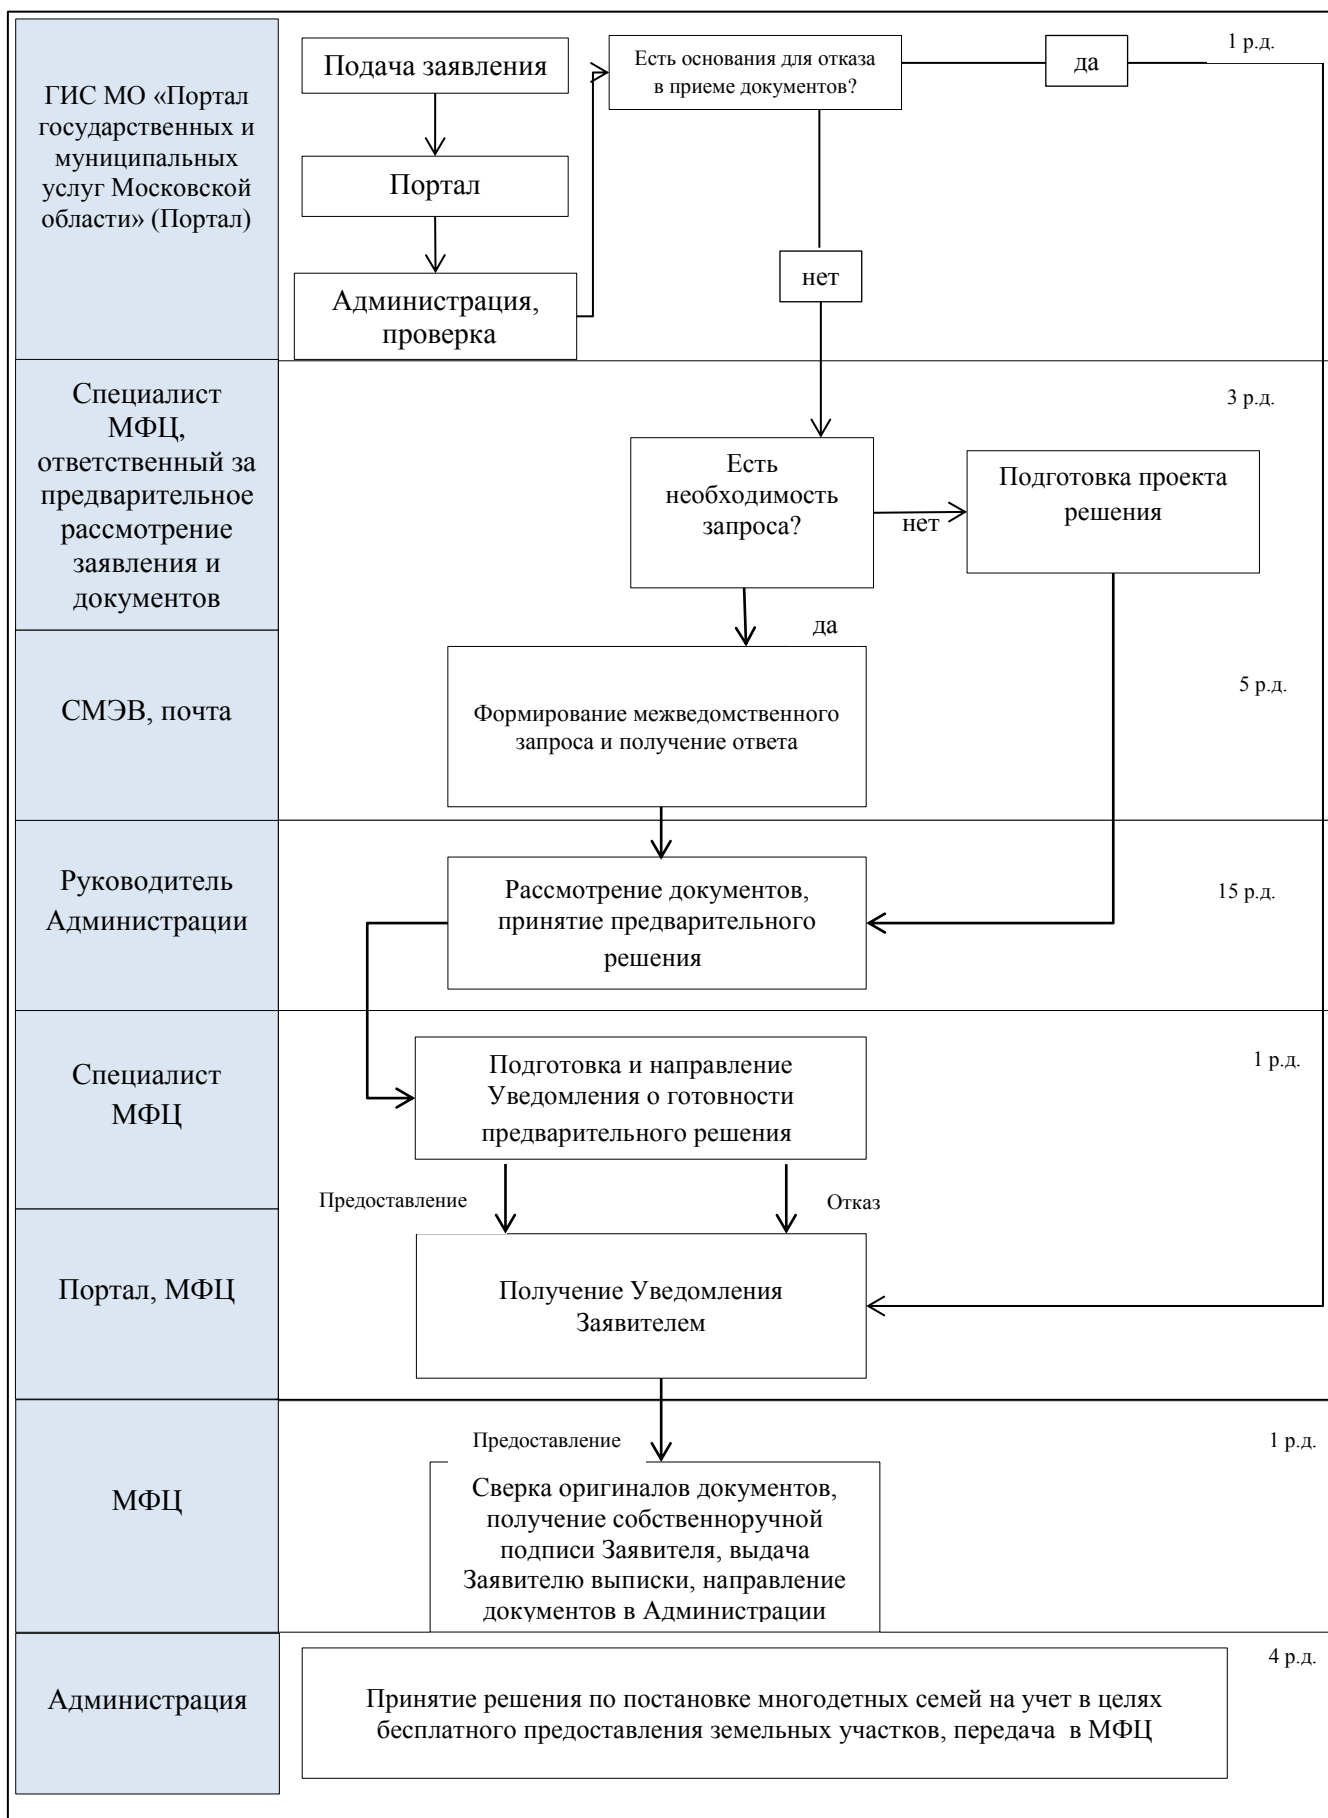 ГИС МО «Портал
государственных и
муниципальных
услуг Московской
области» (Портал)
Подача заявления
Портал
Администрация,
проверка
Есть основания для отказа
в приеме документов?
да
1 р.д.
нет
Специалист
МФЦ,
ответственный за
предварительное
рассмотрение
заявления и
документов
3 р.д.
Есть
необходимость
запроса?
нет
Подготовка проекта
решения
да
СМЭВ, почта
5 р.д.
Формирование межведомственного
запроса и получение ответа
Руководитель
Администрации
Рассмотрение документов,
принятие предварительного
решения
15 р.д.
Специалист
МФЦ
Подготовка и направление
Уведомления о готовности
предварительного решения
1 р.д.
Предоставление
Отказ
Портал, МФЦ
Получение Уведомления
Заявителем
Предоставление
1 р.д.
МФЦ
Сверка оригиналов документов,
получение собственноручной
подписи Заявителя, выдача
Заявителю выписки, направление
документов в Администрации
4 р.д.
Администрация
Принятие решения по постановке многодетных семей на учет в целях
бесплатного предоставления земельных участков, передача  в МФЦ